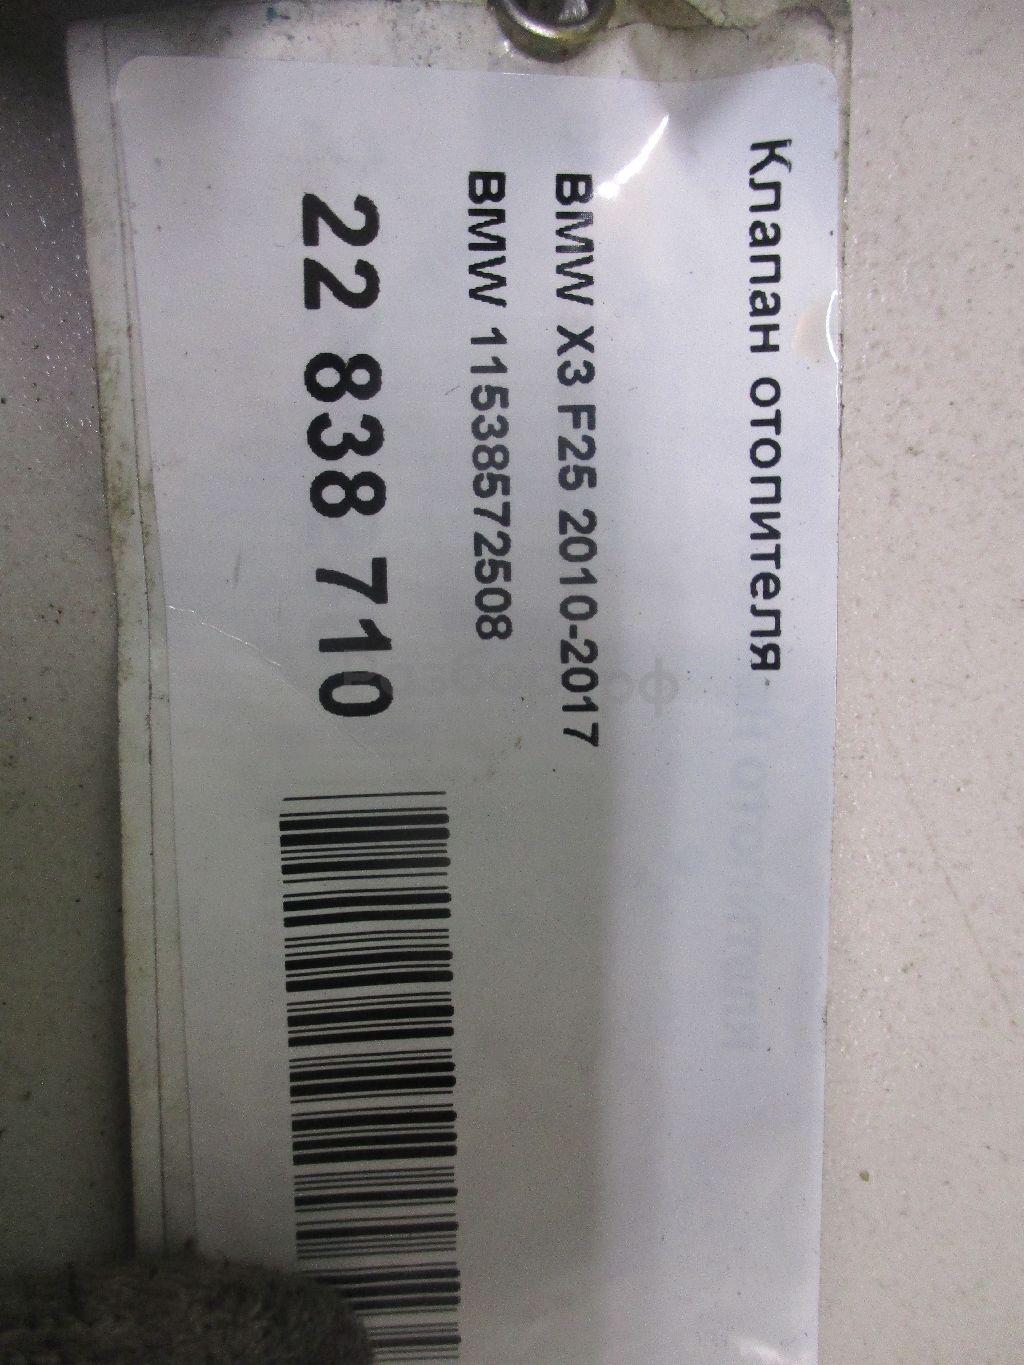 Клапан отопителя
BMW X3 F25 2010-2017
BMW 11538572508
22 838 710